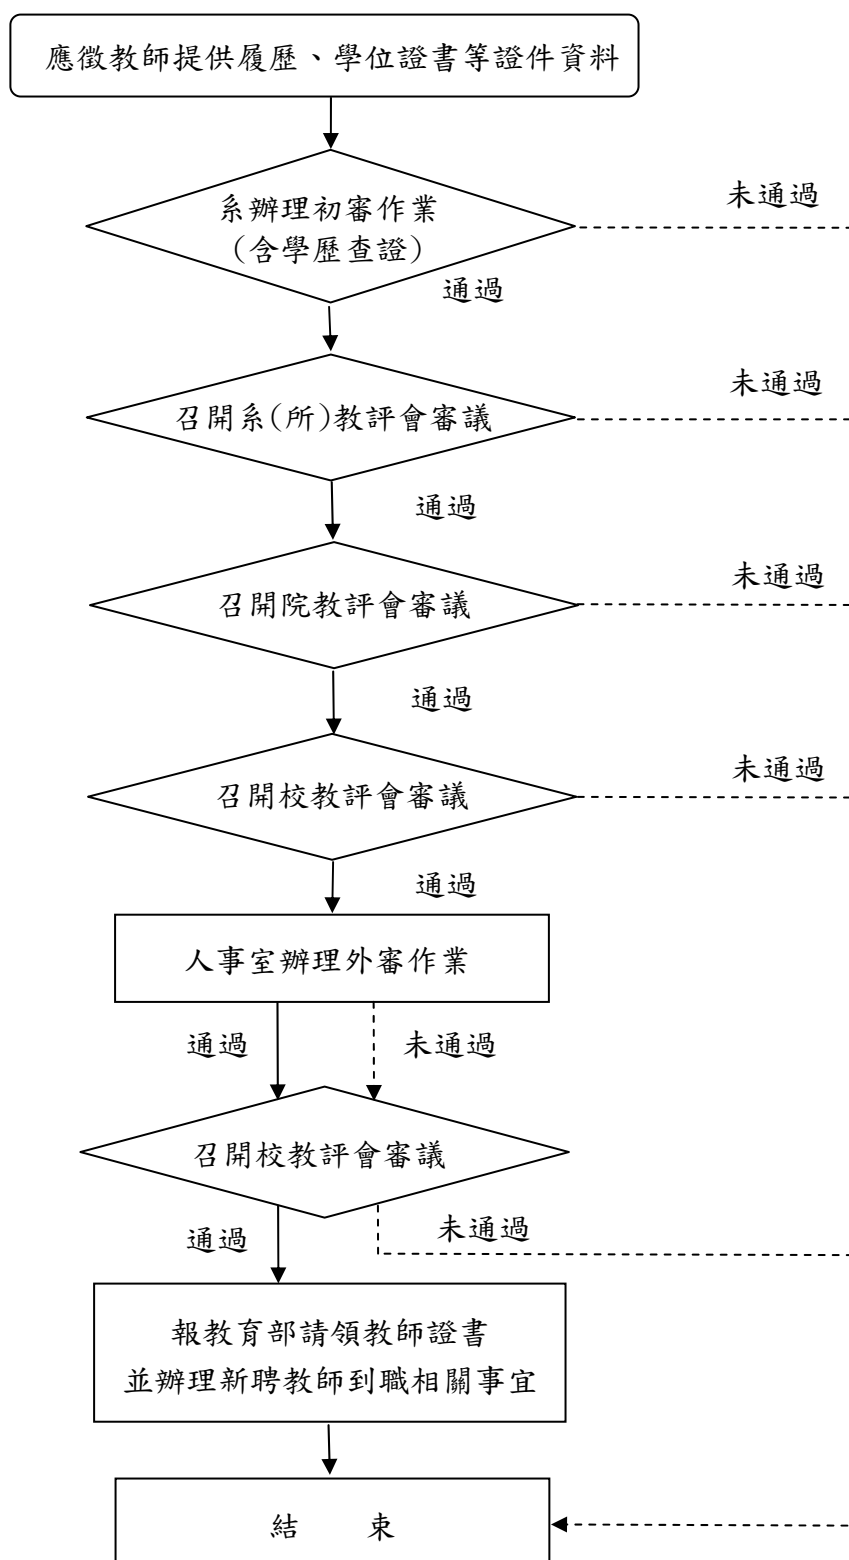 應徵教師提供履歷、學位證書等證件資料
系辦理初審作業
(含學歷查證)
未通過
通過
召開系(所)教評會審議
未通過
通過
召開院教評會審議
未通過
通過
召開校教評會審議
未通過
通過
人事室辦理外審作業
通過
未通過
召開校教評會審議
通過
未通過
報教育部請領教師證書
並辦理新聘教師到職相關事宜
結 束